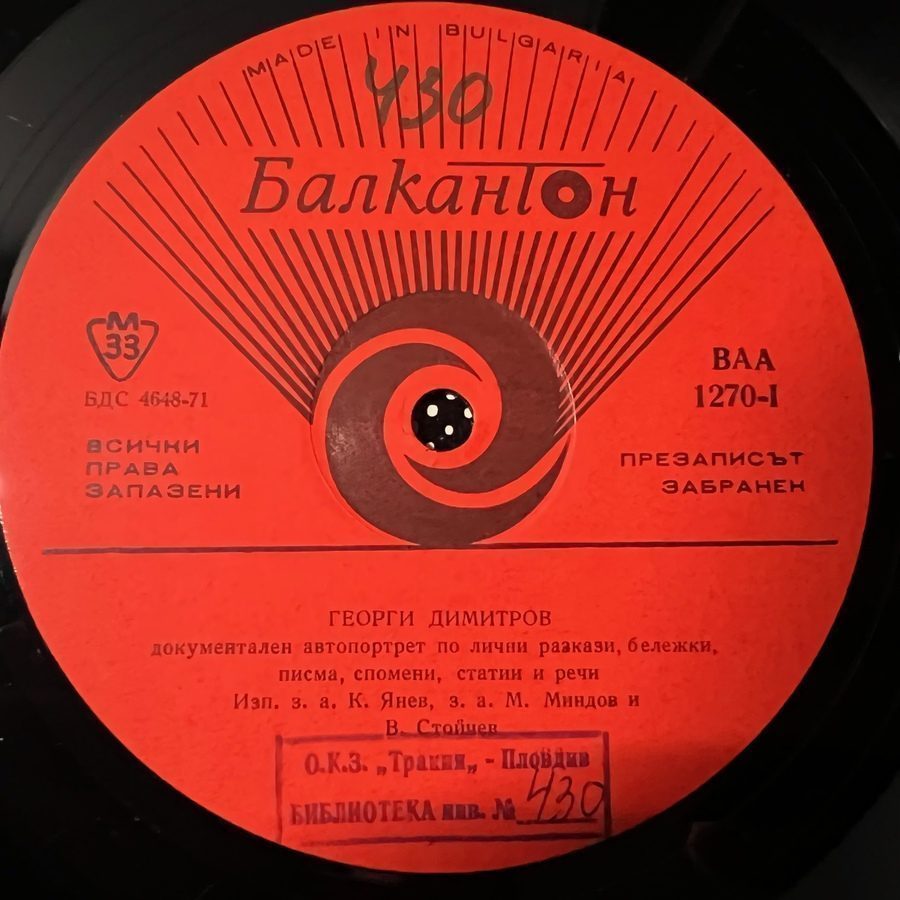 MADE IN BULGARIA
430
Балкантон
М
33
БДС 4648-71
ВСИЧКИ
ПРАВА
ЗАПАЗЕНИ
ВАА
1270-I
ПРЕЗАПИСЪТ
ЗАБРАНЕН
ГЕОРГИ ДИМИТРОВ
документален автопортрет по лични разкази, бележки,
писма, спомени, статии и речи
Изп. з. а. К. Янев, з. а. М. Миндов и
В. Стойчев
О.К.З. „Тракия„ - Пловдив
БИБЛИОТЕКА инв. № 430